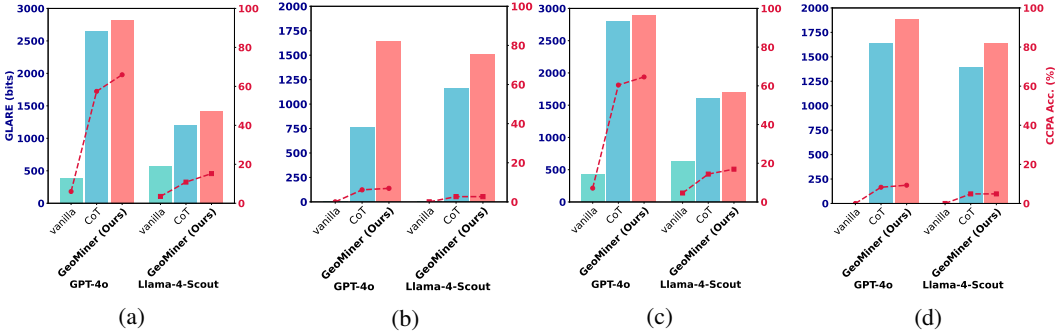 GLARE (bits)
3000
2500
2000
1500
1000
500
0
100
80
60
40
20
0
vanilla
CoT
GeoMiner (Ours)
vanilla
CoT
GeoMiner (Ours)
GPT-4o
Llama-4-Scout
(a)
2000
1750
1500
1250
1000
750
500
250
0
100
80
60
40
20
0
vanilla
CoT
GeoMiner (Ours)
vanilla
CoT
GeoMiner (Ours)
GPT-4o
Llama-4-Scout
(b)
3000
2500
2000
1500
1000
500
0
100
80
60
40
20
0
vanilla
CoT
GeoMiner (Ours)
vanilla
CoT
GeoMiner (Ours)
GPT-4o
Llama-4-Scout
(c)
2000
1750
1500
1250
1000
750
500
250
0
100
80
60
40
20
0
CCPA Acc. (%)
vanilla
CoT
GeoMiner (Ours)
vanilla
CoT
GeoMiner (Ours)
GPT-4o
Llama-4-Scout
(d)